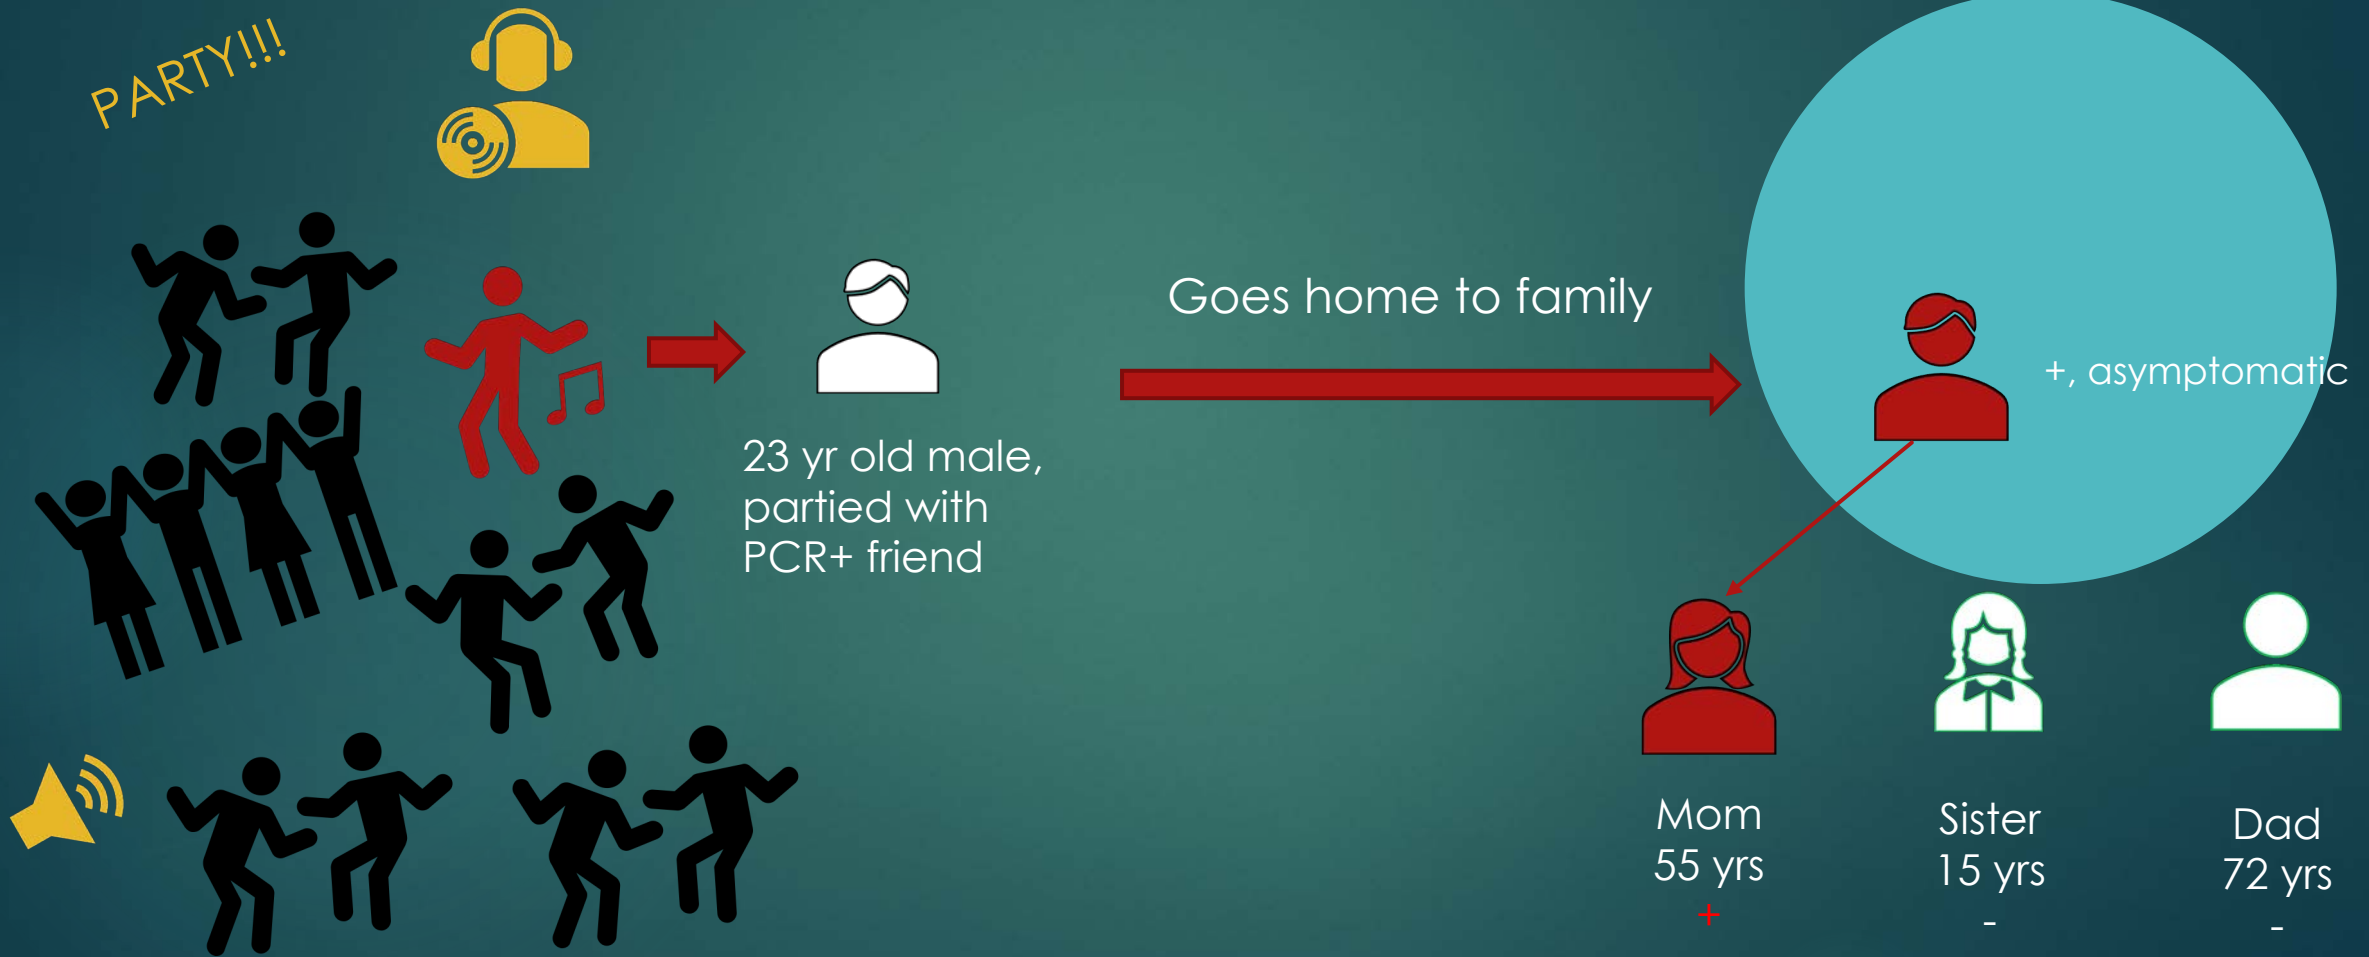 PARTY!!!
23 yr old male,
partied with
PCR+ friend
Goes home to family
+, asymptomatic
Mom
55 yrs
+
Sister
15 yrs
-
Dad
72 yrs
-